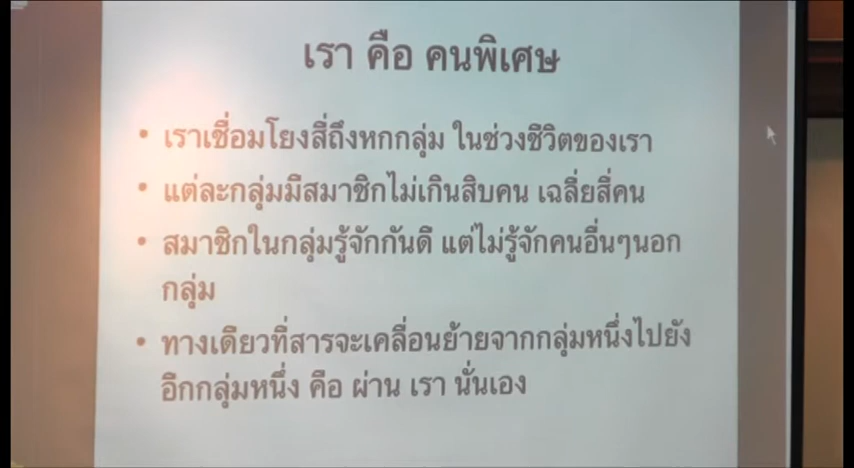 เรา คือ คนพิเศษ
• เราเชื่อมโยงสี่ถึงหกกลุ่ม ในช่วงชีวิตของเรา
• แต่ละกลุ่มมีสมาชิกไม่เกินสิบคน เฉลี่ยสี่คน
• สมาชิกในกลุ่มรู้จักกันดี แต่ไม่รู้จักคนอื่นๆนอก
กลุ่ม
• ทางเดียวที่สารจะเคลื่อนย้ายจากกลุ่มหนึ่งไปยัง
อีกกลุ่มหนึ่ง คือ ผ่าน เรา นั่นเอง